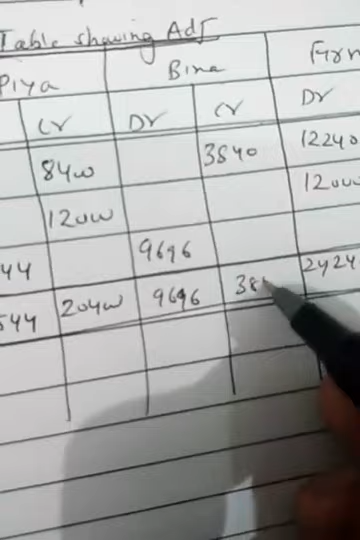 Table showing Adj
Piya Bina Firm
Cr Dr Cr Dr
8400 3840 12240
12000 12000
44 9696
544 20400 9696 38 2424